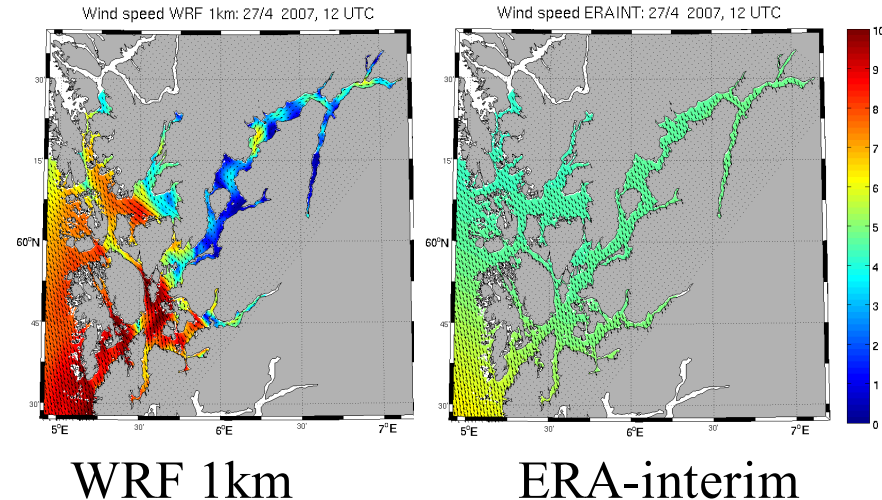 Wind speed WRF 1km: 27/4 2007, 12 UTC
30'
15'
60°N
45'
30'
5°E
30'
6°E
30'
7°E
Wind speed ERAINT: 27/4 2007, 12 UTC
30'
15'
60°N
45'
30'
5°E
30'
6°E
30'
7°E
10
9
8
7
6
5
4
3
2
1
0
WRF 1km
ERA-interim